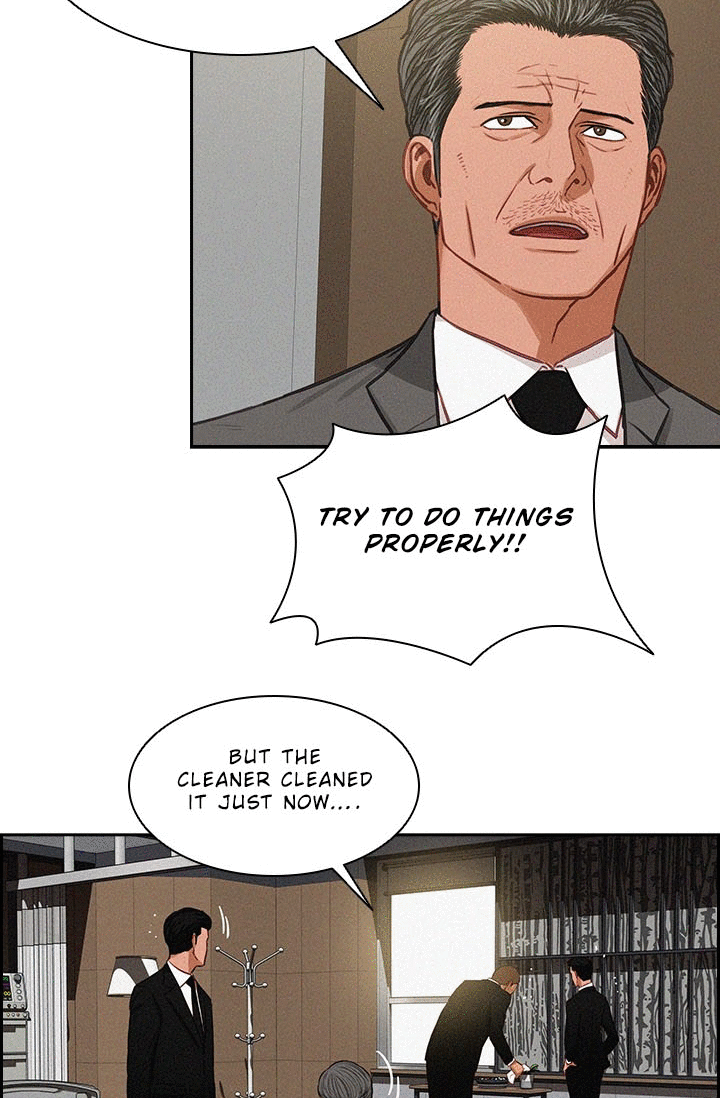 TRY TO DO THINGS
PROPERLY!!
BUT THE
CLEANER CLEANED
IT JUST NOW....